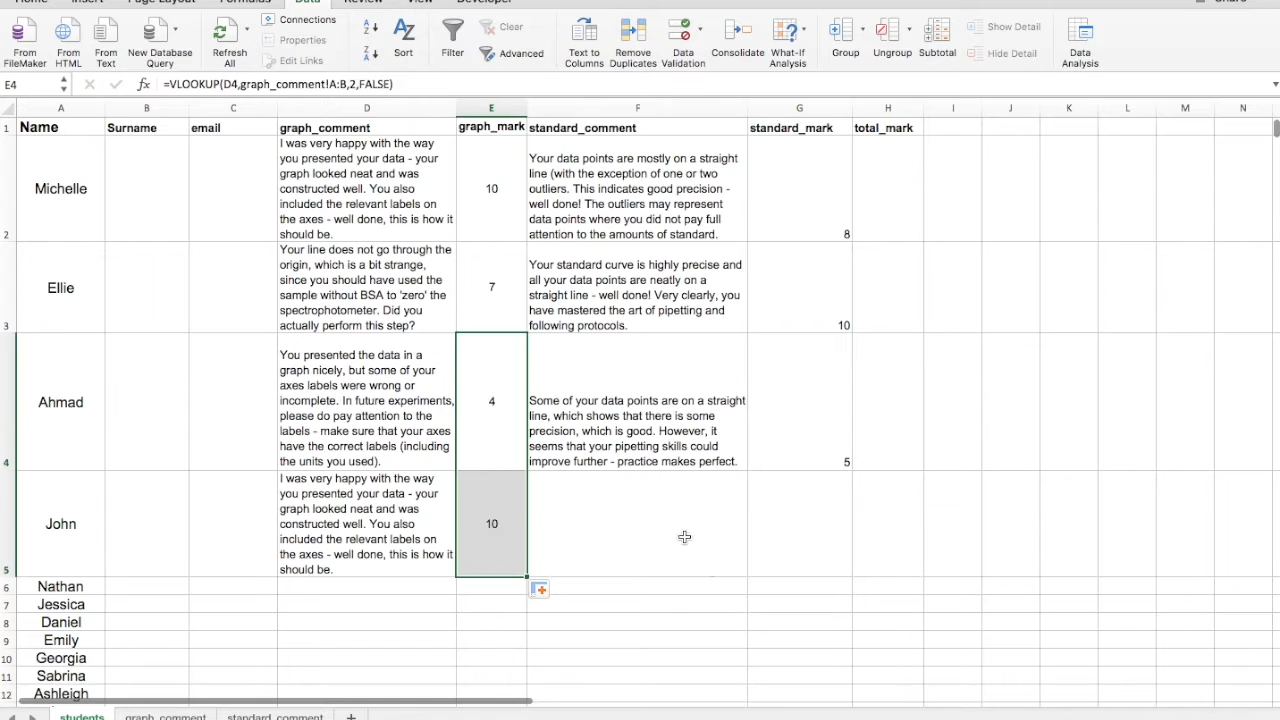 Home Insert Page Layout Formulas Data Review View Developer Share
From FileMaker
From HTML
From Text
New Database Query
Refresh All
Connections
Properties
Edit Links
Sort
Filter
Clear
Advanced
Text to Columns
Remove Duplicates
Data Validation
Consolidate
What-If Analysis
Group
Ungroup
Subtotal
Show Detail
Hide Detail
Data Analysis
E4 fx =VLOOKUP(D4,graph_comment!A:B,2,FALSE)
A B C D E F G H I J K L M N
1 Name Surname email graph_comment graph_mark standard_comment standard_mark total_mark
I was very happy with the way
you presented your data - your
graph looked neat and was
constructed well. You also
included the relevant labels on
the axes - well done, this is how it
should be.
Michelle
10
Your data points are mostly on a straight
line (with the exception of one or two
outliers. This indicates good precision -
well done! The outliers may represent
data points where you did not pay full
attention to the amounts of standard.
8
2
Your line does not go through the
origin, which is a bit strange,
since you should have used the
sample without BSA to 'zero' the
spectrophotometer. Did you
actually perform this step?
Ellie
7
Your standard curve is highly precise and
all your data points are neatly on a
straight line - well done! Very clearly, you
have mastered the art of pipetting and
following protocols.
10
3
You presented the data in a
graph nicely, but some of your
axes labels were wrong or
incomplete. In future experiments,
please do pay attention to the
labels - make sure that your axes
have the correct labels (including
the units you used).
Ahmad
4
Some of your data points are on a straight
line, which shows that there is some
precision, which is good. However, it
seems that your pipetting skills could
improve further - practice makes perfect.
5
4
I was very happy with the way
you presented your data - your
graph looked neat and was
constructed well. You also
included the relevant labels on
the axes - well done, this is how it
should be.
John
10
5
6 Nathan
7 Jessica
8 Daniel
9 Emily
10 Georgia
11 Sabrina
12 Ashleigh
students graph_comment standard_comment +